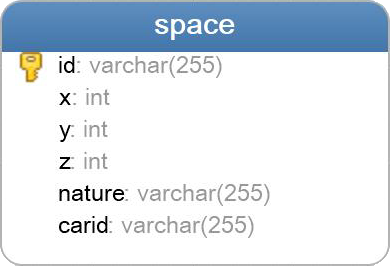 space
id: varchar(255)
x: int
y: int
z: int
nature: varchar(255)
carid: varchar(255)